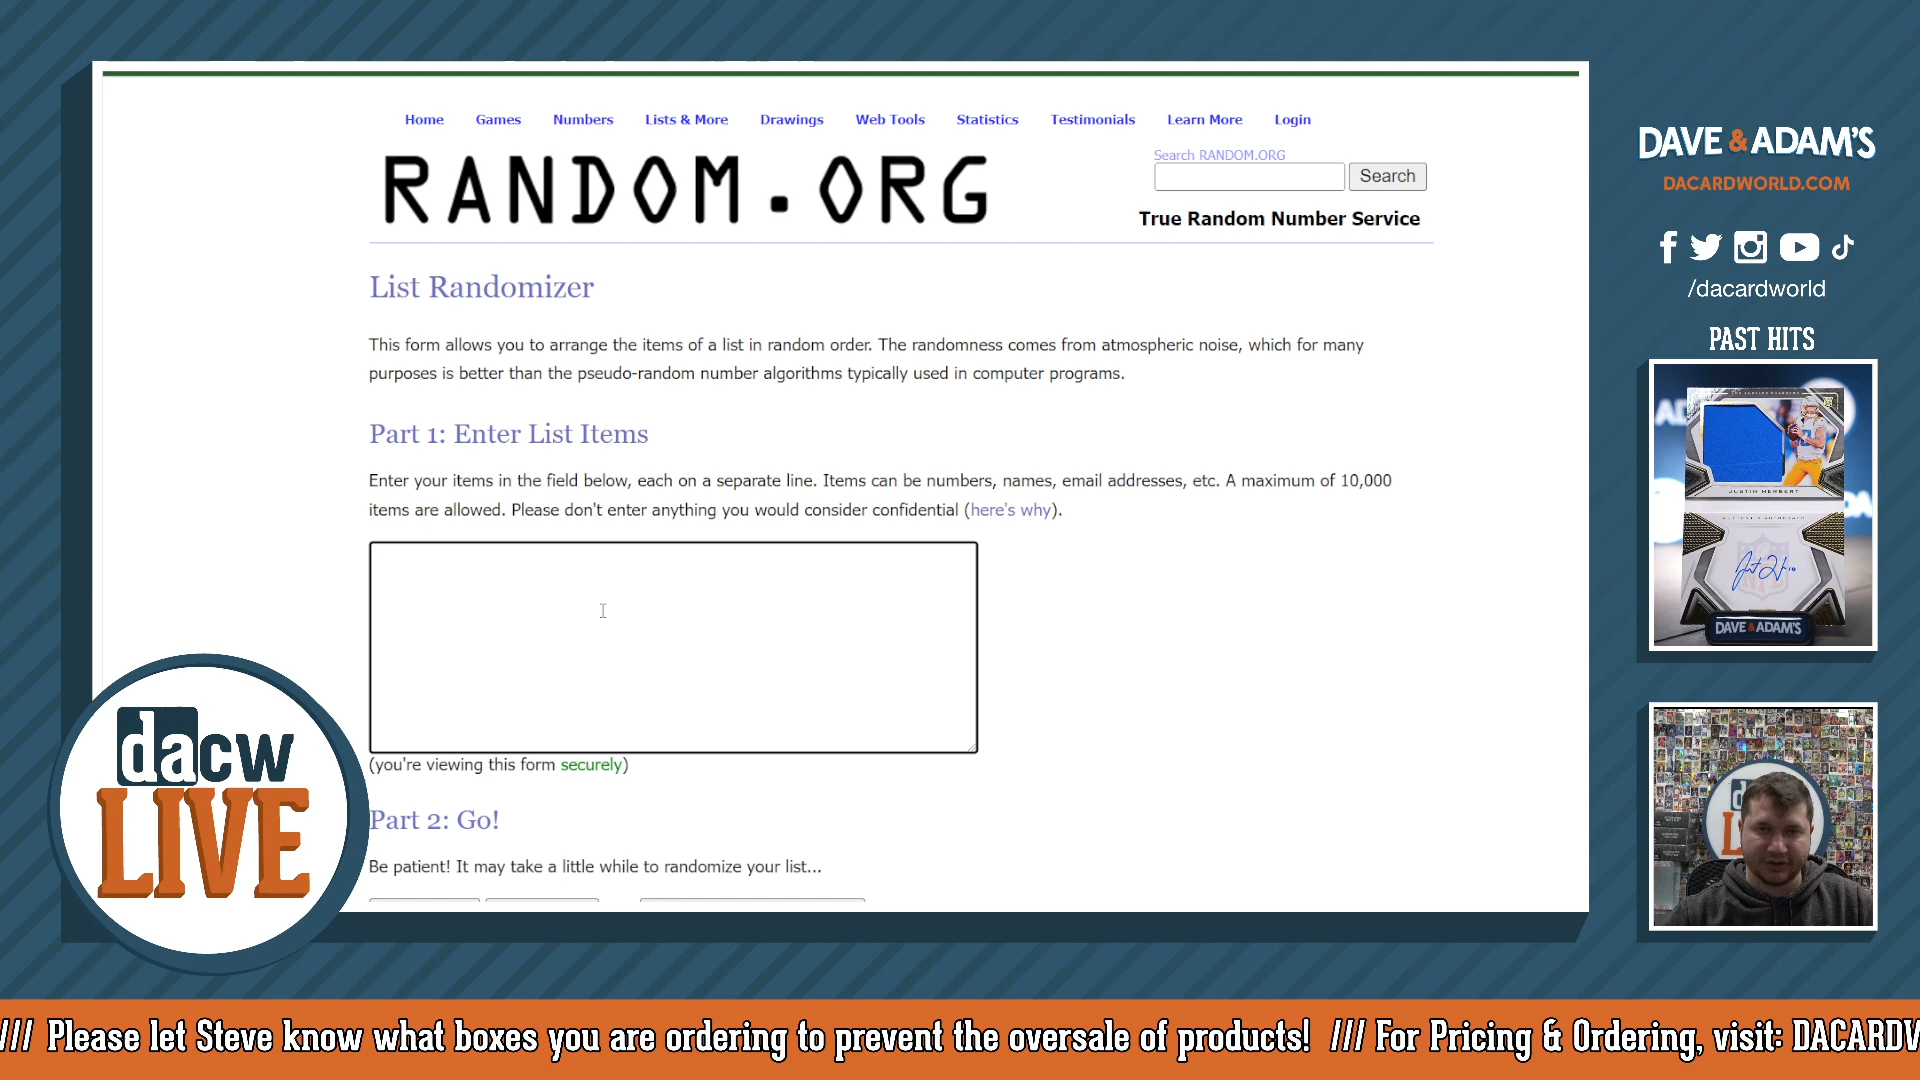 Home Games Numbers Lists & More Drawings Web Tools Statistics Testimonials Learn More Login
RANDOM.ORG
Search RANDOM.ORG
Search
True Random Number Service
List Randomizer
This form allows you to arrange the items of a list in random order. The randomness comes from atmospheric noise, which for many
purposes is better than the pseudo-random number algorithms typically used in computer programs.
Part 1: Enter List Items
Enter your items in the field below, each on a separate line. Items can be numbers, names, email addresses, etc. A maximum of 10,000
items are allowed. Please don't enter anything you would consider confidential (here's why).
(you're viewing this form securely)
Part 2: Go!
Be patient! It may take a little while to randomize your list...
dacw
LIVE
DAVE & ADAM'S
DACARDWORLD.COM
/dacardworld
PAST HITS
JUSTIN HERBERT
DAVE & ADAM'S
/// Please let Steve know what boxes you are ordering to prevent the oversale of products! /// For Pricing & Ordering, visit: DACARDW